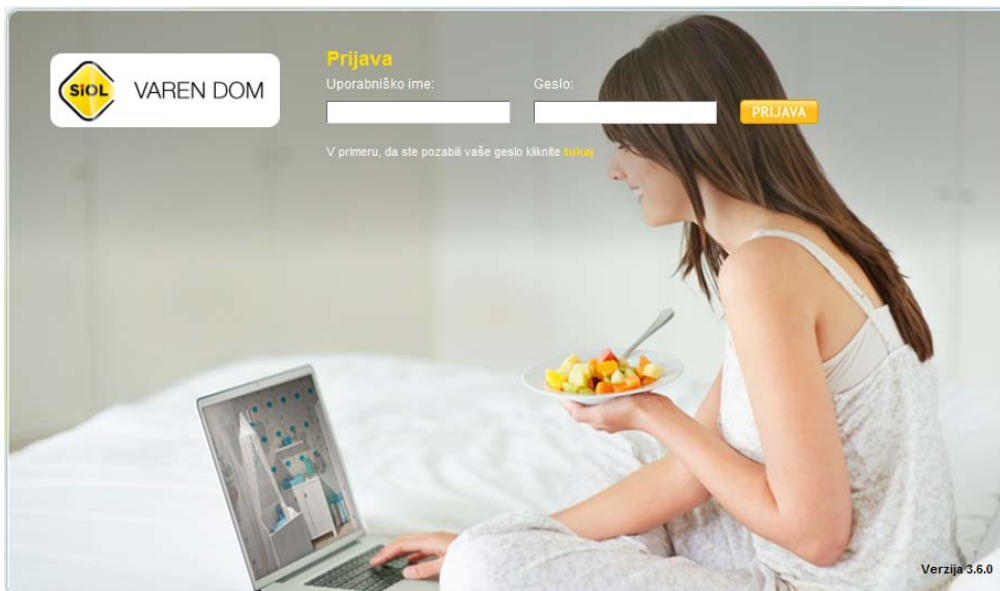 SiOL
VAREN DOM
Prijava
Uporabniško ime:
Geslo:
PRIJAVA
V primeru, da ste pozabili vaše geslo kliknite tukaj
Verzija 3.6.0